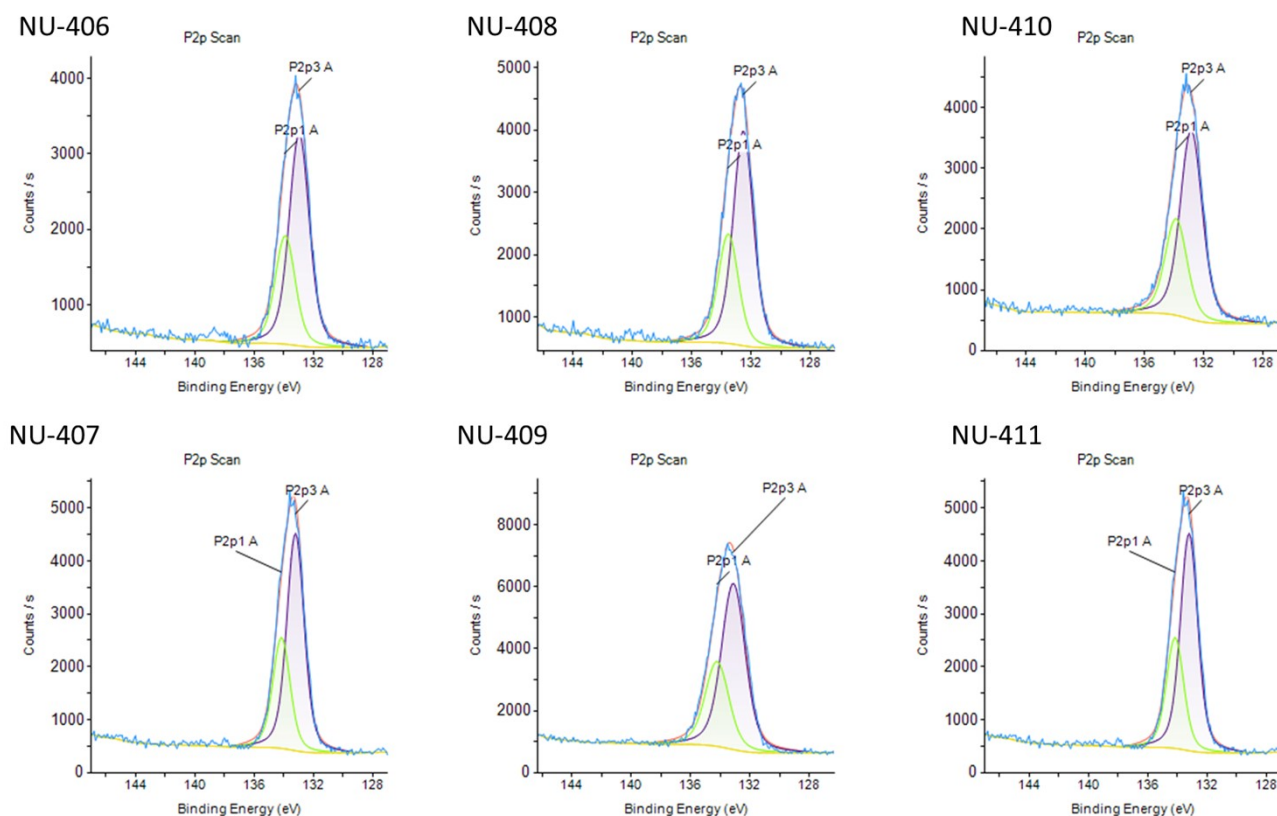 NU-406
P2p Scan
P2p3 A
P2p1 A
4000
3000
2000
1000
Counts / s
144 140 136 132 128
Binding Energy (eV)
NU-408
P2p Scan
P2p3 A
P2p1 A
5000
4000
3000
2000
1000
Counts / s
144 140 136 132 128
Binding Energy (eV)
NU-410
P2p Scan
P2p3 A
P2p1 A
4000
3000
2000
1000
0
Counts / s
144 140 136 132 128
Binding Energy (eV)
NU-407
P2p Scan
P2p3 A
P2p1 A
5000
4000
3000
2000
1000
0
Counts / s
144 140 136 132 128
Binding Energy (eV)
NU-409
P2p Scan
P2p3 A
P2p1 A
8000
6000
4000
2000
0
Counts / s
144 140 136 132 128
Binding Energy (eV)
NU-411
P2p Scan
P2p3 A
P2p1 A
5000
4000
3000
2000
1000
0
Counts / s
144 140 136 132 128
Binding Energy (eV)